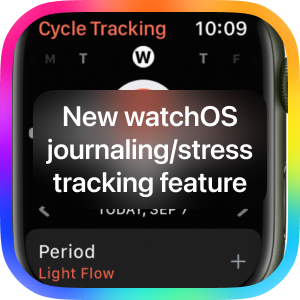 Cycle Tracking 10:09
M T W T F
New watchOS
journaling/stress
tracking feature
TODAY, SEP 7
Period
Light Flow